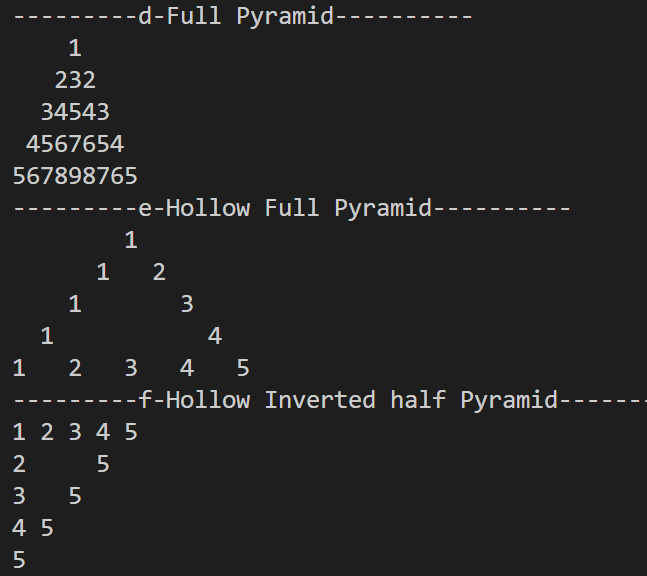 ---------d-Full Pyramid----------
    1
   232
  34543
 4567654
567898765
---------e-Hollow Full Pyramid----------
        1
      1   2
    1       3
  1           4
1   2   3   4   5
---------f-Hollow Inverted half Pyramid-------
1 2 3 4 5
2     5
3   5
4 5
5